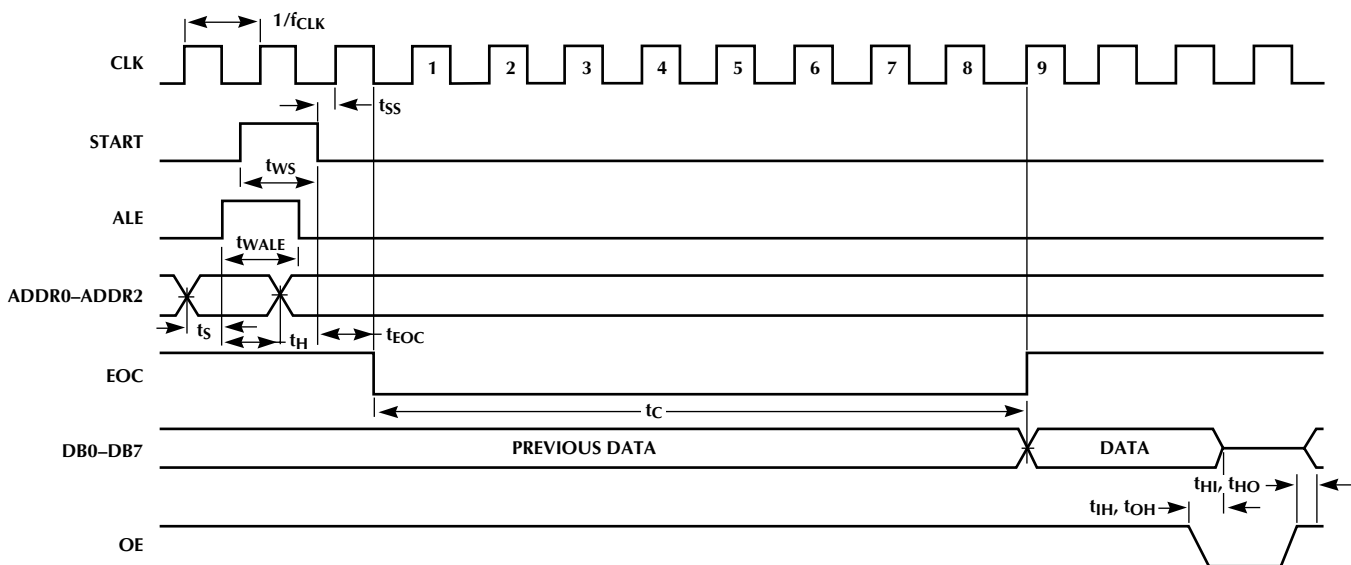 1/fCLK
CLK
1 2 3 4 5 6 7 8 9
tSS
START
tWS
ALE
tWALE
ADDR0–ADDR2
tS
tH
tEOC
EOC
tC
DB0–DB7
PREVIOUS DATA
DATA
tHI, tHO
tIH, tOH
OE